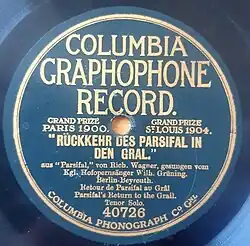 COLUMBIA
GRAPHOPHONE
RECORD.
GRAND PRIZE GRAND PRIZE
PARIS 1900. ST LOUIS 1904.
"RÜCKKEHR DES PARSIFAL IN
DEN GRAL."
aus "Parsifal," von Rich. Wagner, gesungen vom
Kgl. Hofopernsänger Wilh. Grüning.
Berlin-Beyreuth.
Retour de Parsifal au Grâl
Parsifal's Return to the Grail.
Tenor Solo.
40726
COLUMBIA PHONOGRAPH CO GEN'L